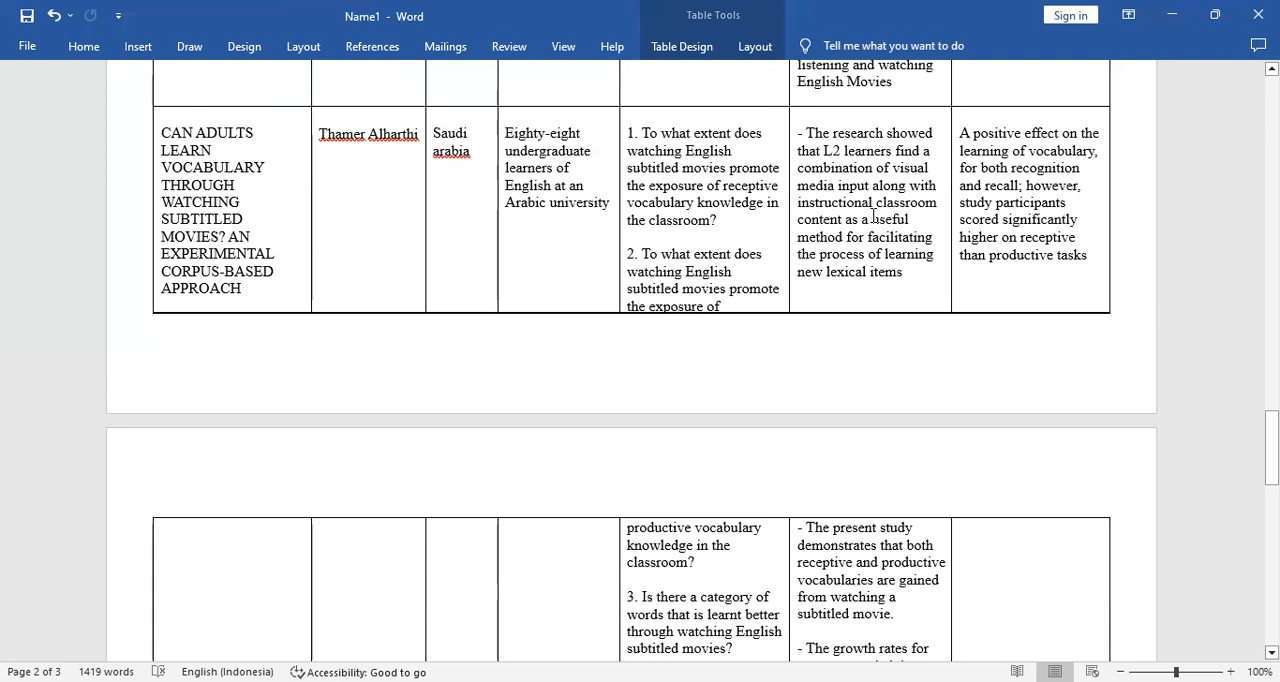 Name1 - Word
Table Tools
Sign in
File
Home
Insert
Draw
Design
Layout
References
Mailings
Review
View
Help
Table Design
Layout
Tell me what you want to do
listening and watching
English Movies
CAN ADULTS
LEARN
VOCABULARY
THROUGH
WATCHING
SUBTITLED
MOVIES? AN
EXPERIMENTAL
CORPUS-BASED
APPROACH
Thamer Alharthi
Saudi
arabia
Eighty-eight
undergraduate
learners of
English at an
Arabic university
1. To what extent does
watching English
subtitled movies promote
the exposure of receptive
vocabulary knowledge in
the classroom?
2. To what extent does
watching English
subtitled movies promote
the exposure of
- The research showed
that L2 learners find a
combination of visual
media input along with
instructional classroom
content as a useful
method for facilitating
the process of learning
new lexical items
A positive effect on the
learning of vocabulary,
for both recognition
and recall; however,
study participants
scored significantly
higher on receptive
than productive tasks
productive vocabulary
knowledge in the
classroom?
3. Is there a category of
words that is learnt better
through watching English
subtitled movies?
- The present study
demonstrates that both
receptive and productive
vocabularies are gained
from watching a
subtitled movie.
- The growth rates for
Page 2 of 3
1419 words
English (Indonesia)
Accessibility: Good to go
100%